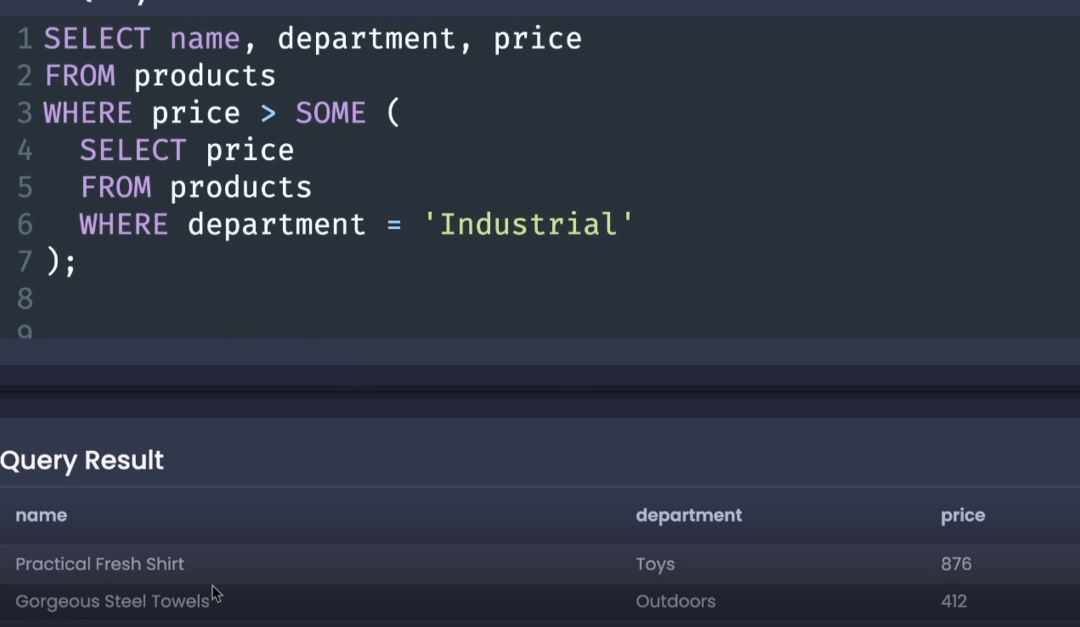 1 SELECT name, department, price
2 FROM products
3 WHERE price > SOME (
4 SELECT price
5 FROM products
6 WHERE department = 'Industrial'
7 );
8
9
Query Result
name department price
Practical Fresh Shirt Toys 876
Gorgeous Steel Towels Outdoors 412